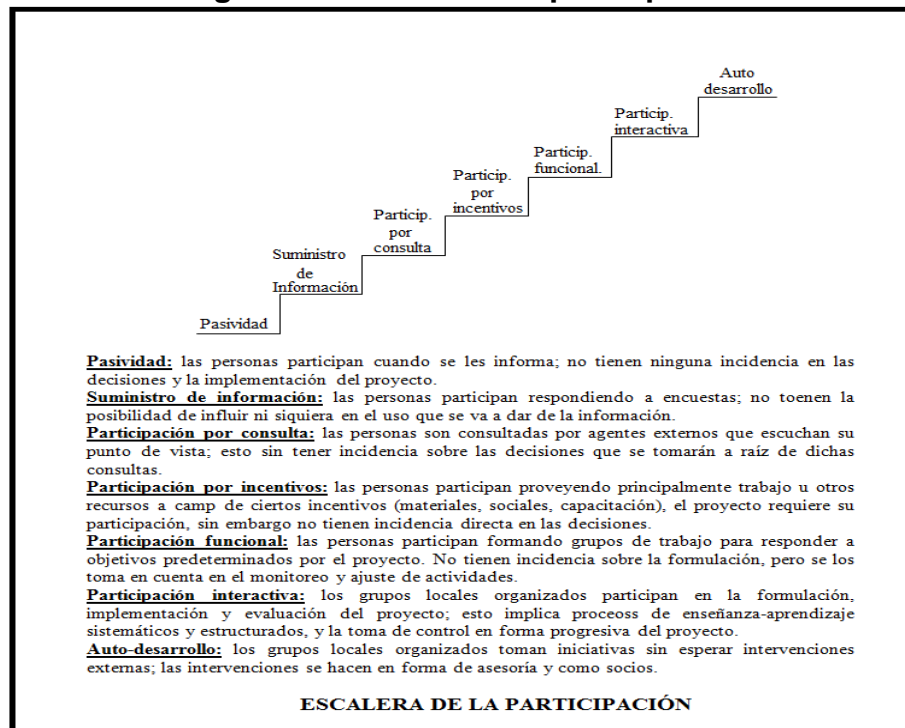 Auto
desarrollo
Particip.
interactiva
Particip.
funcional.
Particip.
por
incentivos
Particip.
por
consulta
Suministro
de
Información
Pasividad
Pasividad: las personas participan cuando se les informa; no tienen ninguna incidencia en las
decisiones y la implementación del proyecto.
Suministro de información: las personas participan respondiendo a encuestas; no toenen la
posibilidad de influir ni siquiera en el uso que se va a dar de la información.
Participación por consulta: las personas son consultadas por agentes externos que escuchan su
punto de vista; esto sin tener incidencia sobre las decisiones que se tomarán a raíz de dichas
consultas.
Participación por incentivos: las personas participan proveyendo principalmente trabajo u otros
recursos a camp de ciertos incentivos (materiales, sociales, capacitación), el proyecto requiere su
participación, sin embargo no tienen incidencia directa en las decisiones.
Participación funcional: las personas participan formando grupos de trabajo para responder a
objetivos predeterminados por el proyecto. No tienen incidencia sobre la formulación, pero se los
toma en cuenta en el monitoreo y ajuste de actividades.
Participación interactiva: los grupos locales organizados participan en la formulación,
implementación y evaluación del proyecto; esto implica proceoss de enseñanza-aprendizaje
sistemáticos y estructurados, y la toma de control en forma progresiva del proyecto.
Auto-desarrollo: los grupos locales organizados toman iniciativas sin esperar intervenciones
externas; las intervenciones se hacen en forma de asesoría y como socios.
ESCALERA DE LA PARTICIPACIÓN